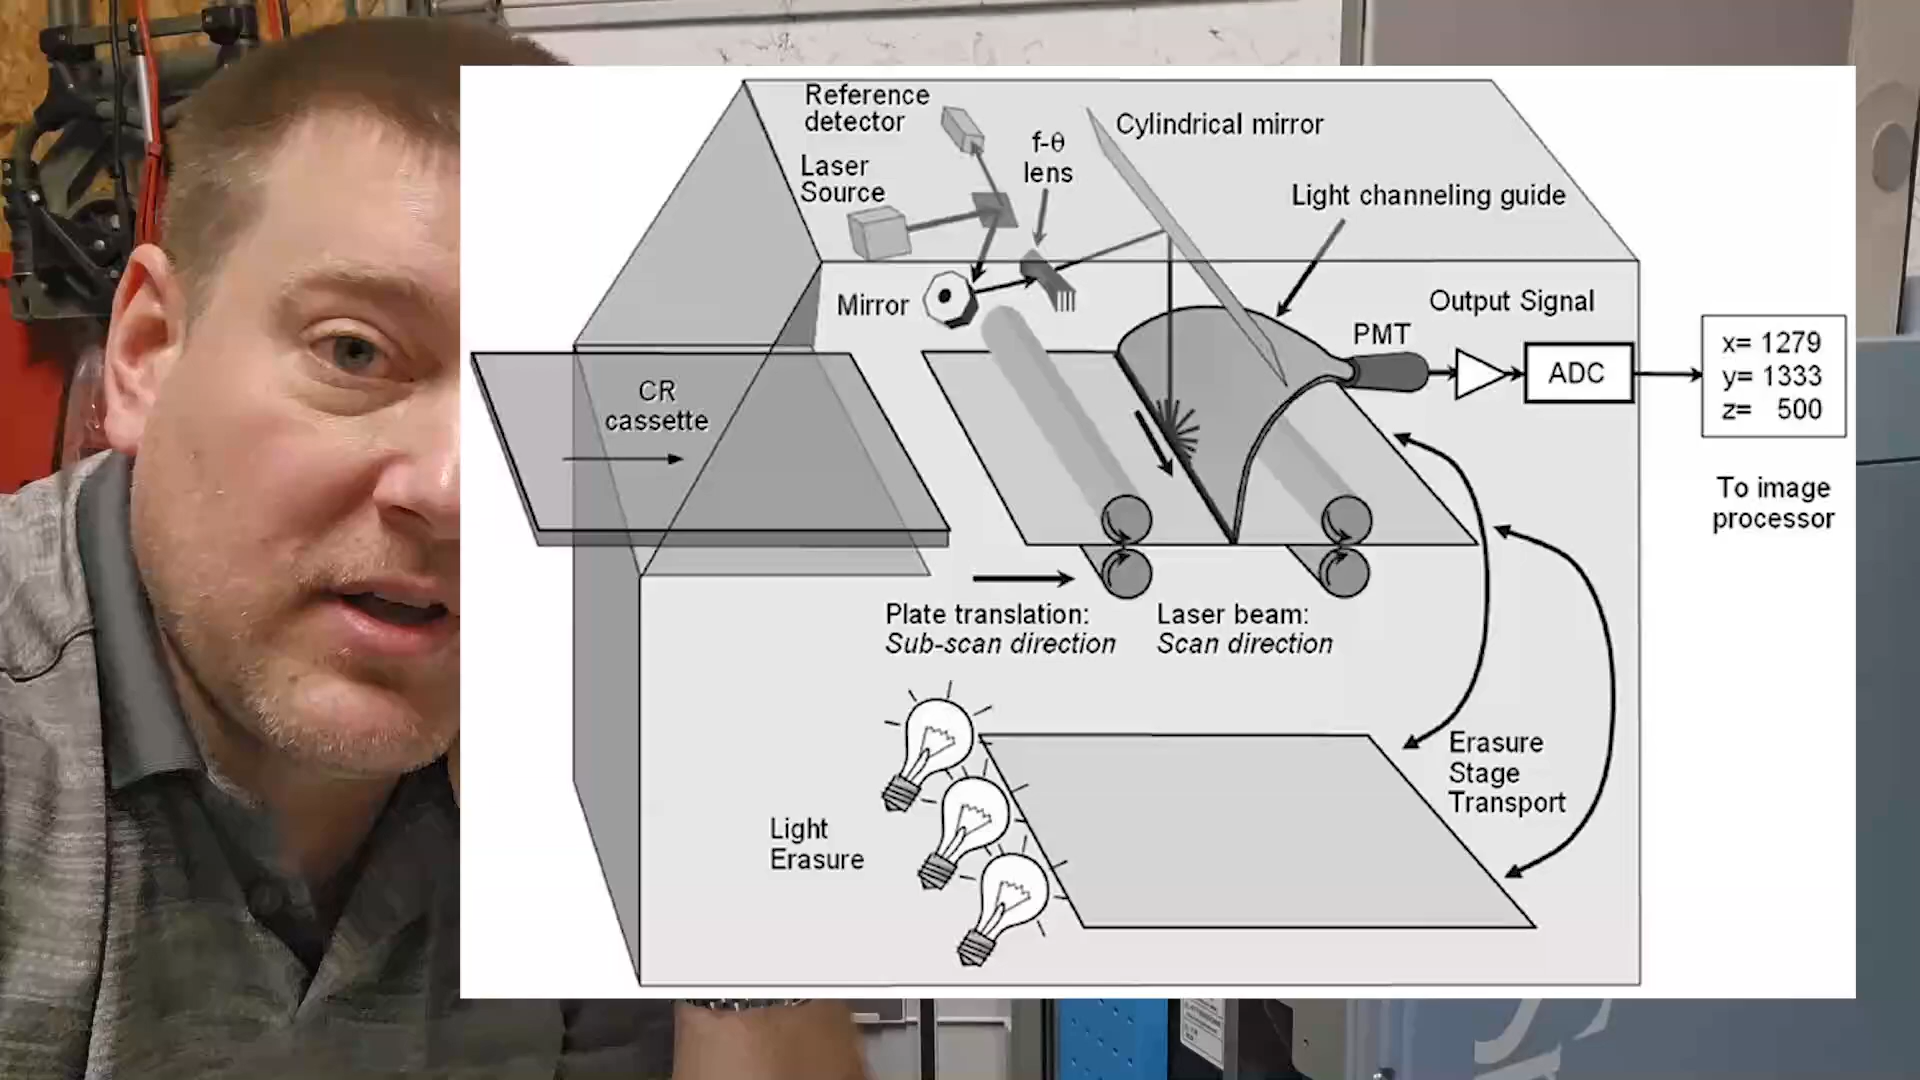 Reference
detector
Cylindrical mirror
f-θ
lens
Laser
Source
Light channeling guide
Mirror
Output Signal
PMT
ADC
x= 1279
y= 1333
z= 500
CR
cassette
To image
processor
Plate translation:
Sub-scan direction
Laser beam:
Scan direction
Erasure
Stage
Transport
Light
Erasure